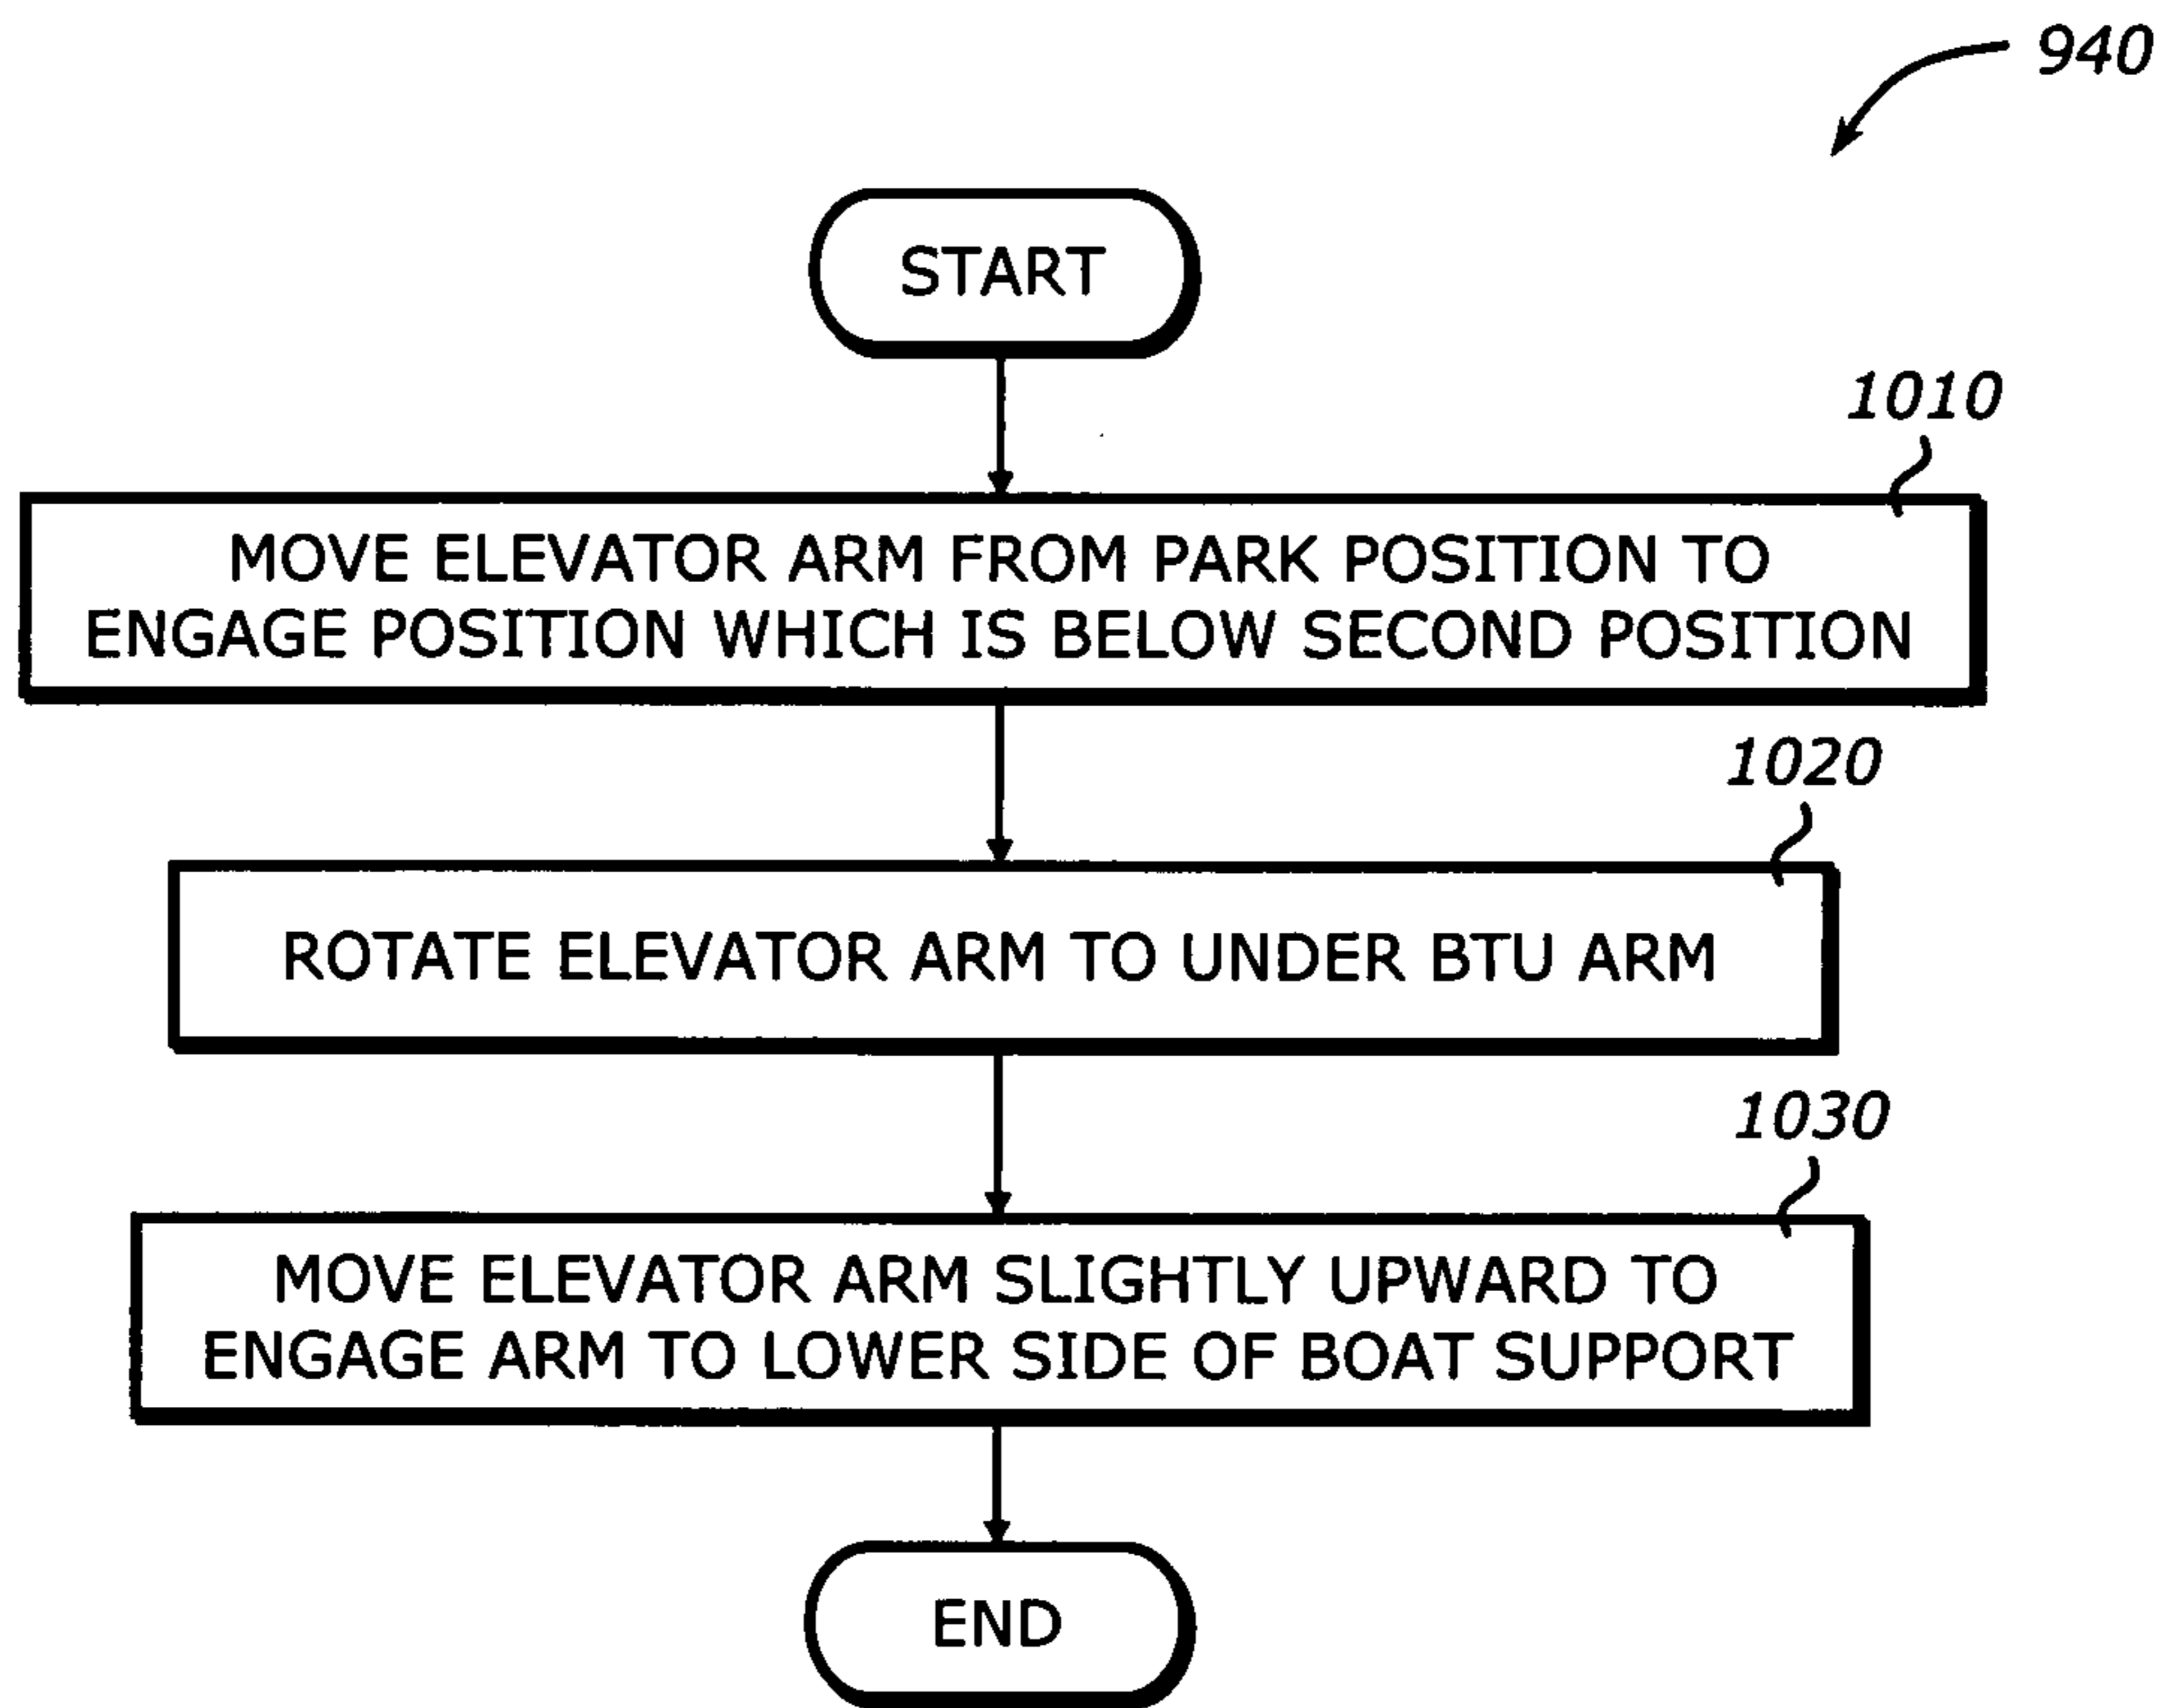 940
START
1010
MOVE ELEVATOR ARM FROM PARK POSITION TO
ENGAGE POSITION WHICH IS BELOW SECOND POSITION
1020
ROTATE ELEVATOR ARM TO UNDER BTU ARM
1030
MOVE ELEVATOR ARM SLIGHTLY UPWARD TO
ENGAGE ARM TO LOWER SIDE OF BOAT SUPPORT
END